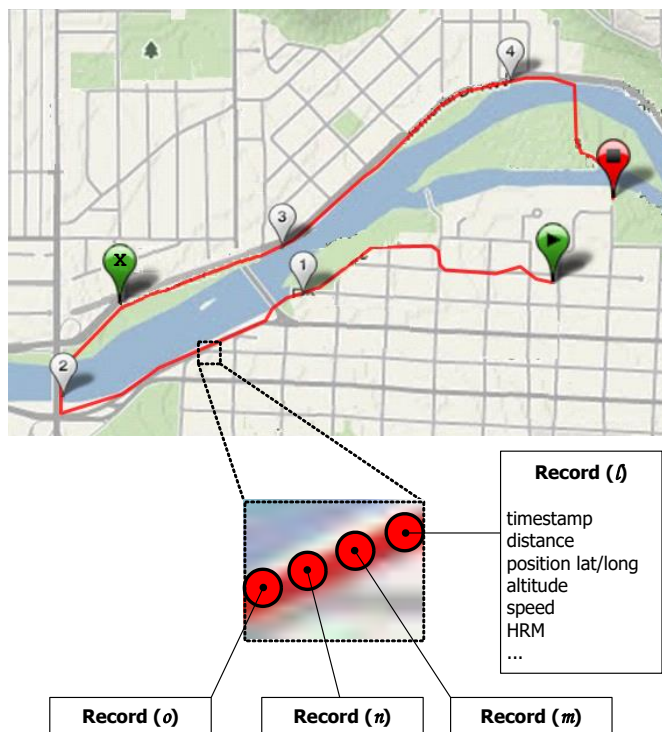 4
X
3
1
2
Record (l)
timestamp
distance
position lat/long
altitude
speed
HRM
...
Record (o)
Record (n)
Record (m)